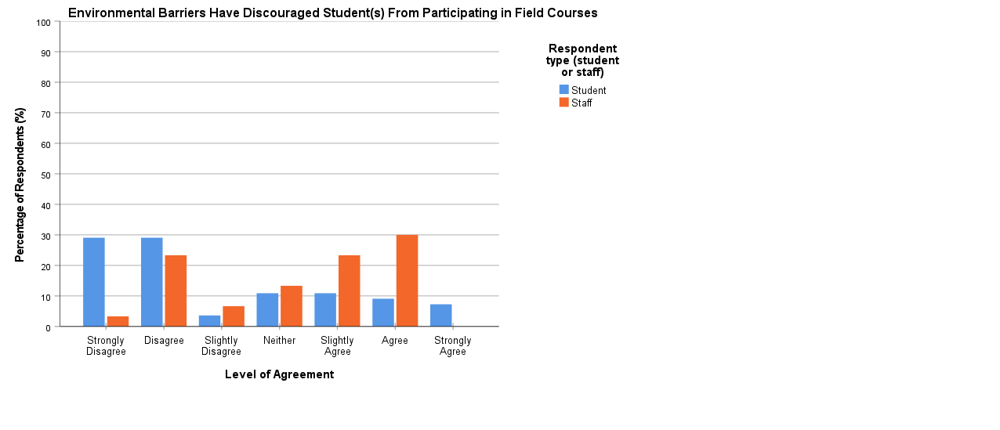 Environmental Barriers Have Discouraged Student(s) From Participating in Field Courses
100
90
80
70
60
50
40
30
20
10
0
Percentage of Respondents (%)
Strongly
Disagree
Disagree
Slightly
Disagree
Neither
Slightly
Agree
Agree
Strongly
Agree
Level of Agreement
Respondent
type (student
or staff)
Student
Staff